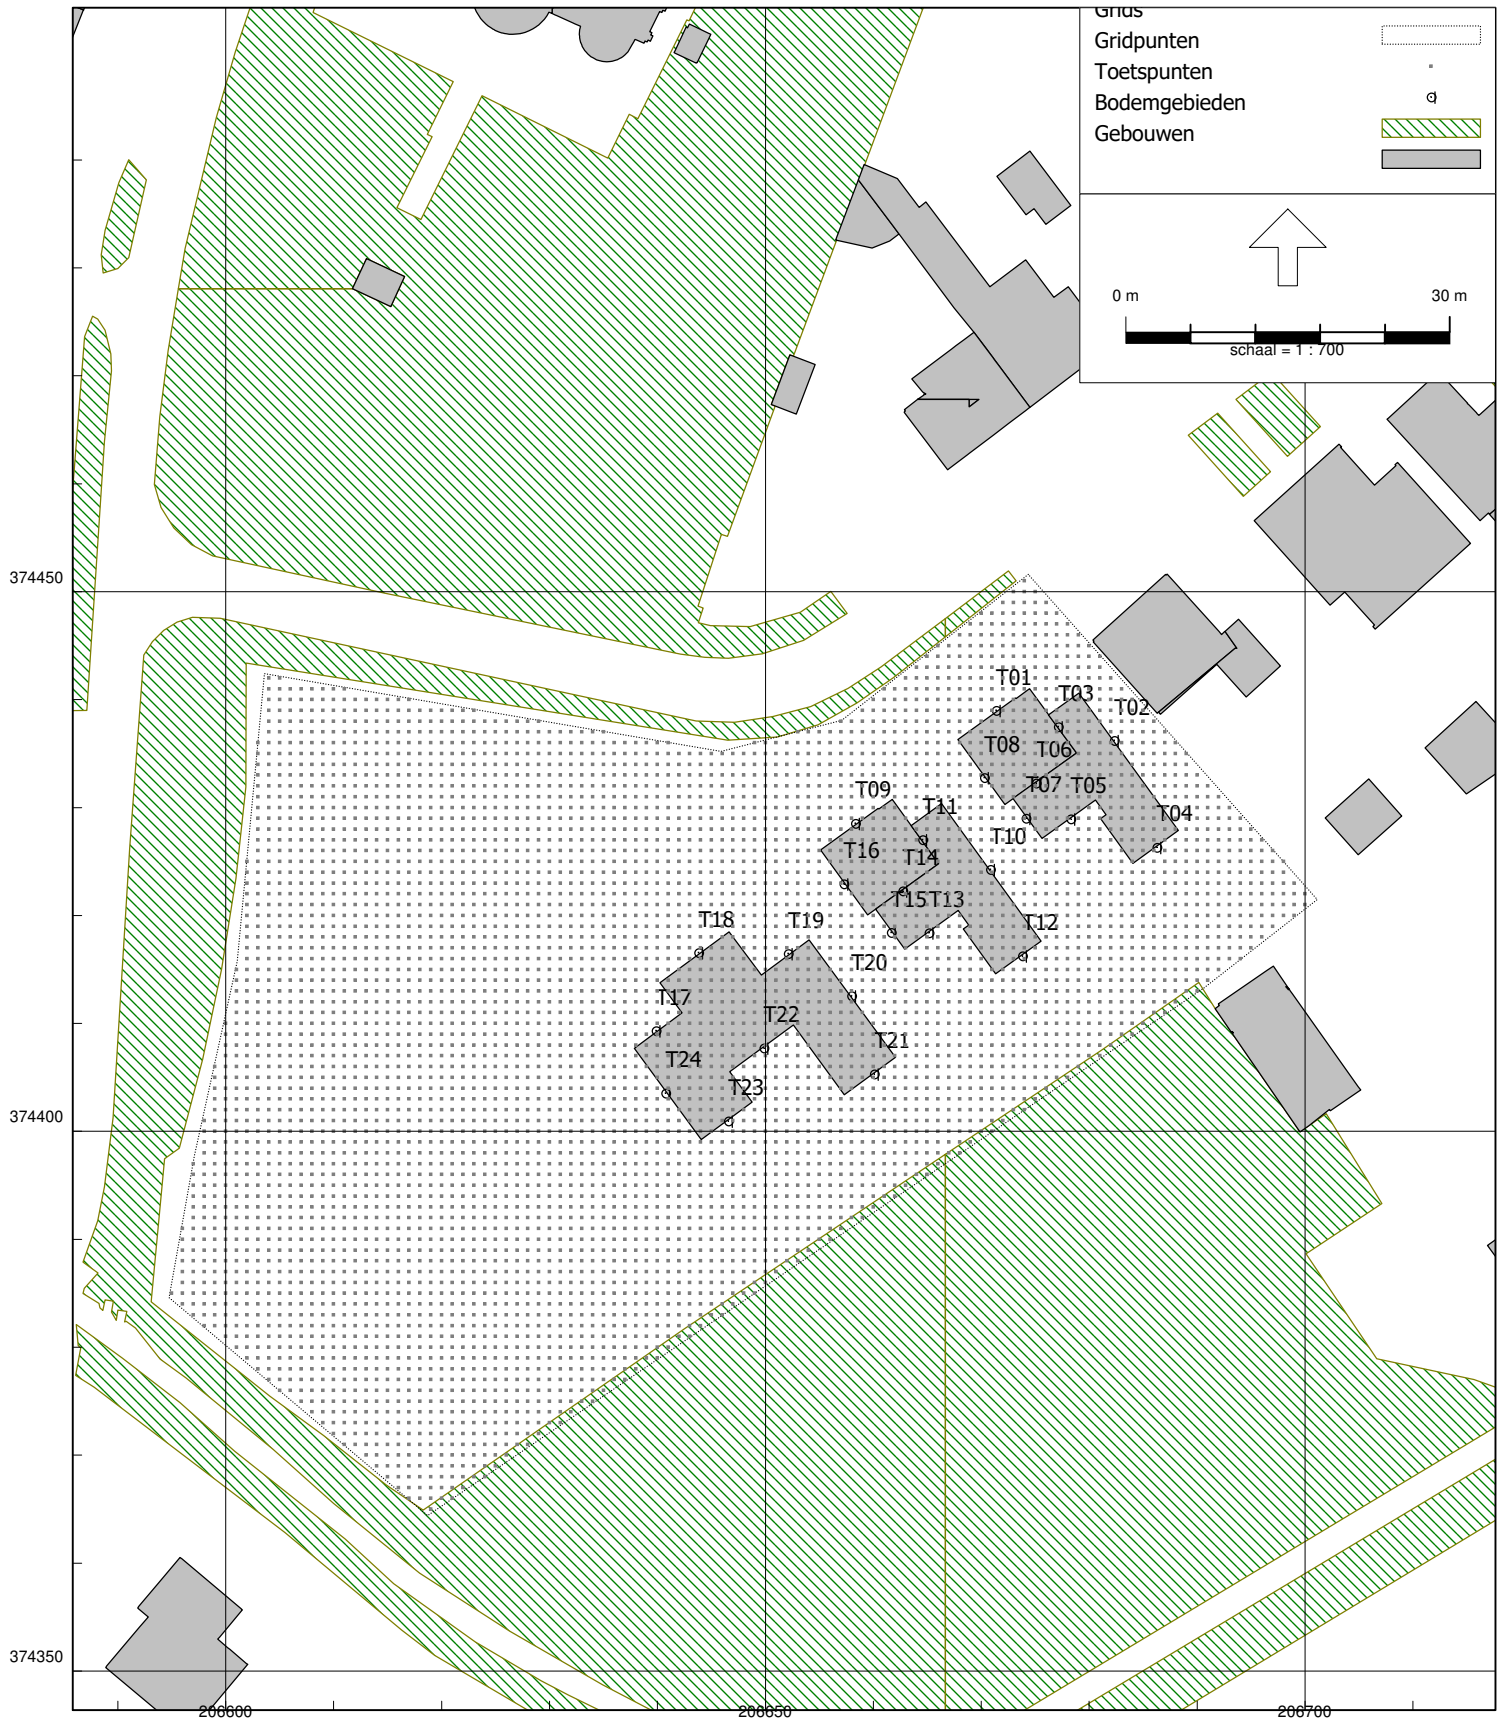 Grids
Gridpunten
Toetspunten
Bodemgebieden
Gebouwen
0 m 30 m
schaal = 1 : 700
374450
T01
T03
T02
T08
T06
T07
T05
T09
T11
T04
T10
T16
T14
T15
T13
T18
T19
T12
T20
T17
T22
T21
T24
T23
374400
374350
206600 206650 206700